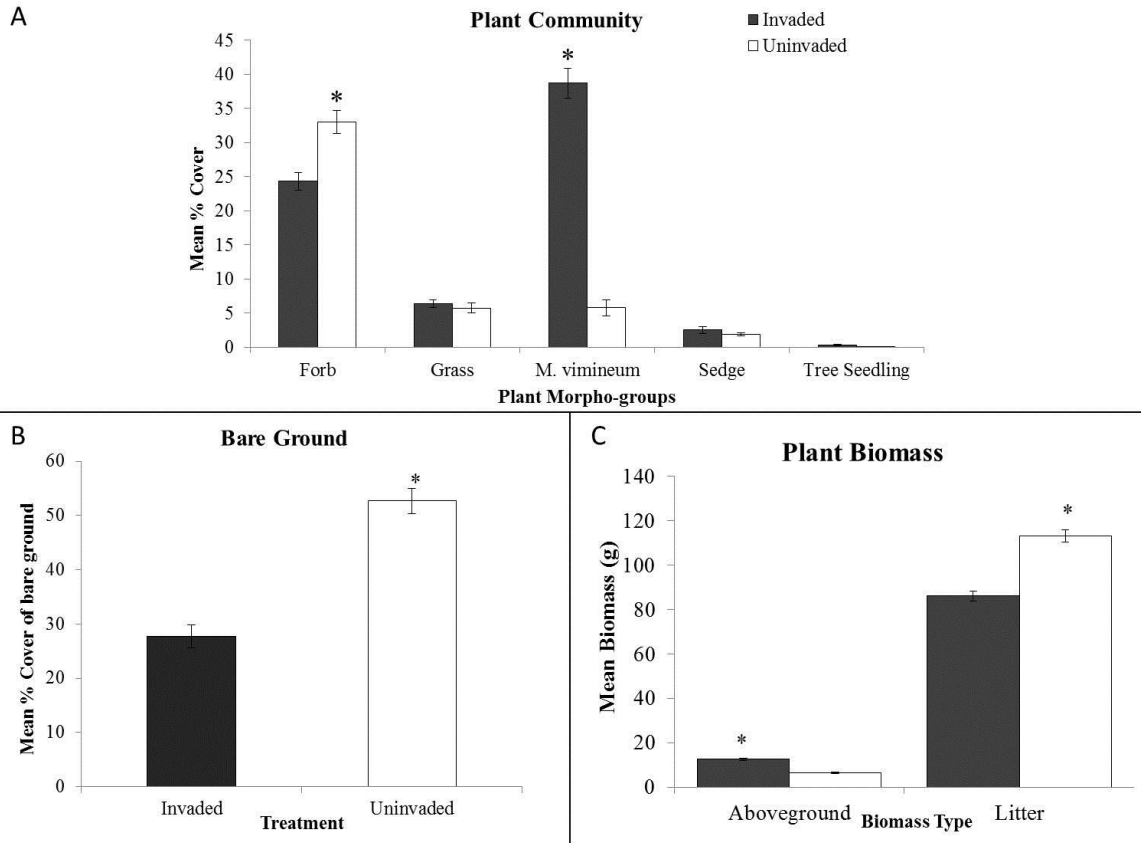 A
Plant Community
Invaded
Uninvaded
Mean % Cover
45
40
35
30
25
20
15
10
5
0
*
*
Forb Grass M. vimineum Sedge Tree Seedling
Plant Morpho-groups
B
Bare Ground
Mean % Cover of bare ground
60
50
40
30
20
10
0
*
Invaded Uninvaded
Treatment
C
Plant Biomass
Mean Biomass (g)
140
120
100
80
60
40
20
0
*
*
Aboveground Litter
Biomass Type